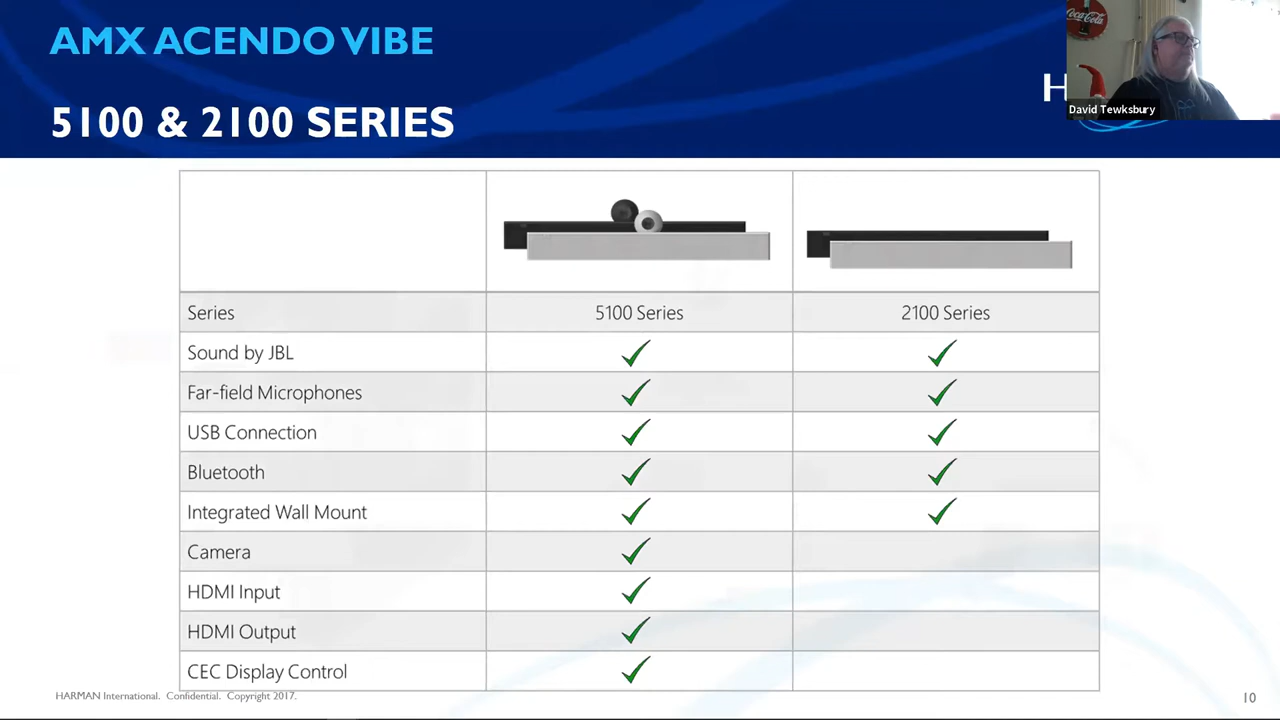 AMX ACENDO VIBE
5100 & 2100 SERIES
H
Coca-Cola
David Tewksbury
Series 5100 Series 2100 Series
Sound by JBL
Far-field Microphones
USB Connection
Bluetooth
Integrated Wall Mount
Camera
HDMI Input
HDMI Output
CEC Display Control
HARMAN International. Confidential. Copyright 2017.
10